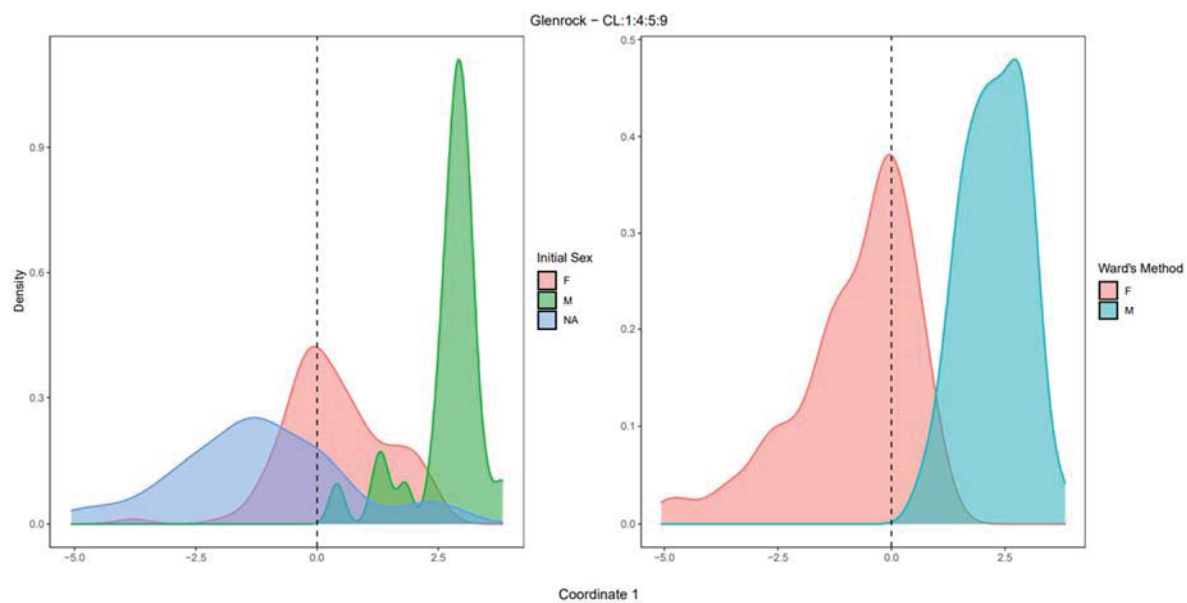 Glenrock − CL:1:4:5:9
Density
0.9
0.6
0.3
0.0
−5.0
−2.5
0.0
2.5
Initial Sex
F
M
NA
0.5
0.4
0.3
0.2
0.1
0.0
−5.0
−2.5
0.0
2.5
Ward's Method
F
M
Coordinate 1